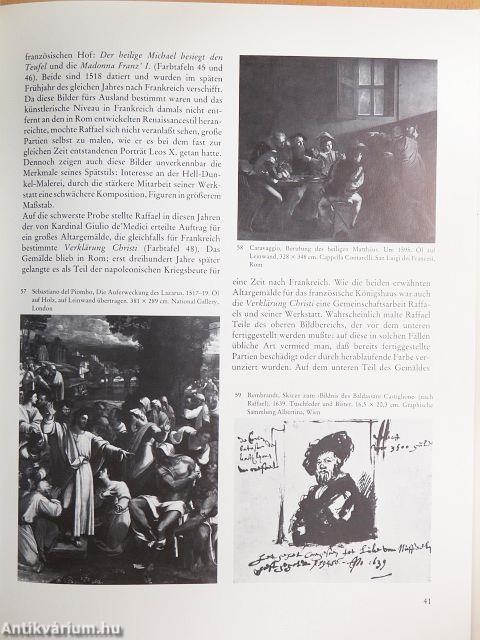 französischen Hof: Der heilige Michael besiegt den
Teufel und die Madonna Franz' I. (Farbtafeln 45 und
46). Beide sind 1518 datiert und wurden im späten
Frühjahr des gleichen Jahres nach Frankreich verschifft.
Da diese Bilder fürs Ausland bestimmt waren und das
künstlerische Niveau in Frankreich damals nicht ent-
fernt an den in Rom entwickelten Renaissancestil heran-
reichte, mochte Raffael sich nicht veranlaßt sehen, große
Partien selbst zu malen, wie er es bei dem fast zur
gleichen Zeit entstandenen Porträt Leos X. getan hatte.
Dennoch zeigen auch diese Bilder unverkennbar die
Merkmale seines Spätstils: Interesse an der Hell-Dun-
kel-Malerei, durch die stärkere Mitarbeit seiner Werk-
statt eine schwächere Komposition, Figuren in größerem
Maßstab.
Auf die schwerste Probe stellte Raffael in diesen Jahren
der von Kardinal Giulio de'Medici erteilte Auftrag für
ein großes Altargemälde, die gleichfalls für Frankreich
bestimmte Verklärung Christi (Farbtafel 48). Das
Gemälde blieb in Rom; erst dreihundert Jahre später
gelangte es als Teil der napoleonischen Kriegsbeute für
57 Sebastiano del Piombo, Die Auferweckung des Lazarus. 1517–19. Öl
auf Holz, auf Leinwand übertragen. 381 × 289 cm. National Gallery,
London
58 Caravaggio, Berufung des heiligen Matthäus. Um 1595. Öl auf
Leinwand, 328 × 348 cm. Cappella Contarelli. San Luigi dei Francesi,
Rom
eine Zeit nach Frankreich. Wie die beiden erwähnten
Altargemälde für das französische Königshaus war auch
die Verklärung Christi eine Gemeinschaftsarbeit Raffa-
els und seiner Werkstatt. Wahrscheinlich malte Raffael
Teile des oberen Bildbereichs, der vor dem unteren
fertiggestellt werden mußte: auf diese in solchen Fällen
übliche Art vermied man, daß bereits fertiggestellte
Partien beschädigt oder durch herablaufende Farbe ver-
unziert wurden. Auf dem unteren Teil des Gemäldes
59 Rembrandt, Skizze zum ›Bildnis des Baldassare Castiglione‹ (nach
Raffael). 1639. Tuschfeder und Bister. 16,3 × 20,3 cm. Graphische
Sammlung Albertina, Wien
3500
1639
41
Antikvárium.hu